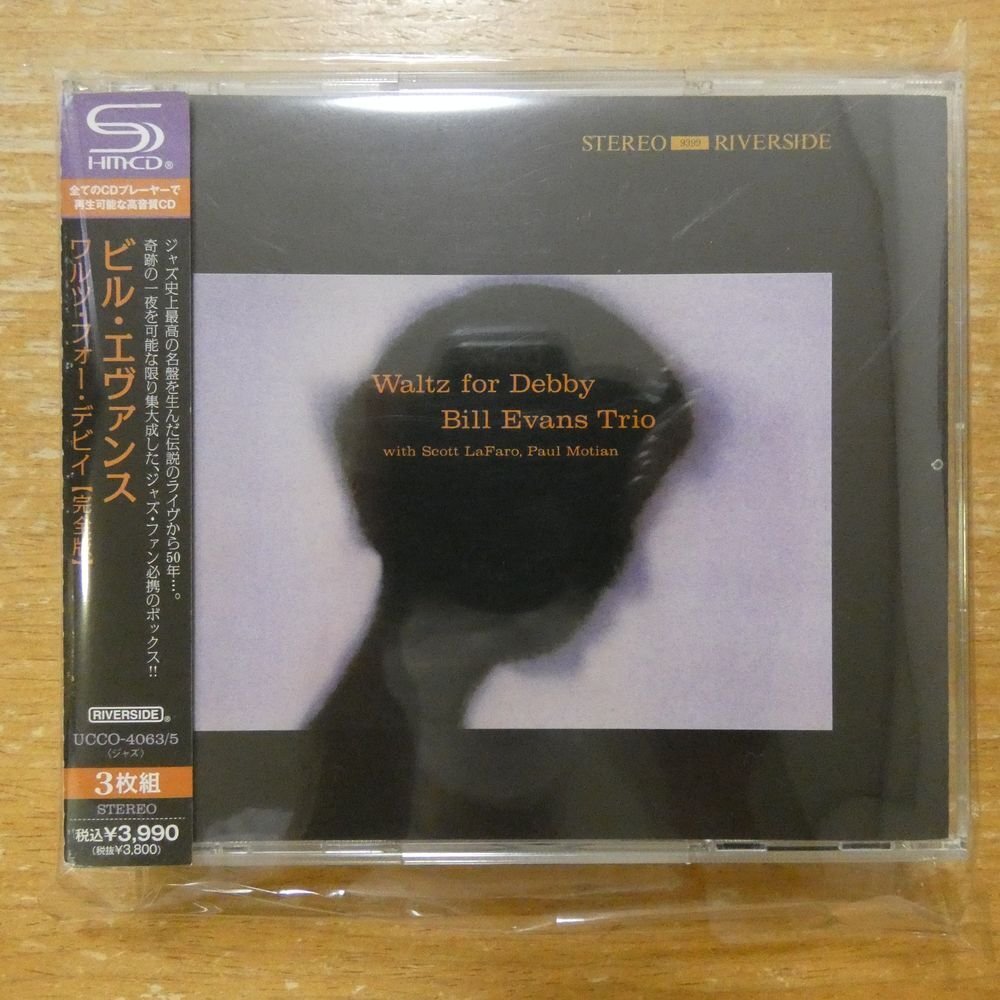 SHM-CD®
全てのCDプレーヤーで
再生可能な高音質CD
ビル・エヴァンス
ワルツ・フォー・デビイ【完全版】
ジャズ史上最高の名盤を生んだ伝説のライヴから50年…。
奇跡の一夜を可能な限り集大成した、ジャズ・ファン必携のボックス!!
RIVERSIDE®
UCCO-4063/5
〈ジャズ〉
3枚組
STEREO
税込¥3,990
(税抜¥3,800)
STEREO 9399 RIVERSIDE
Waltz for Debby
Bill Evans Trio
with Scott LaFaro, Paul Motian